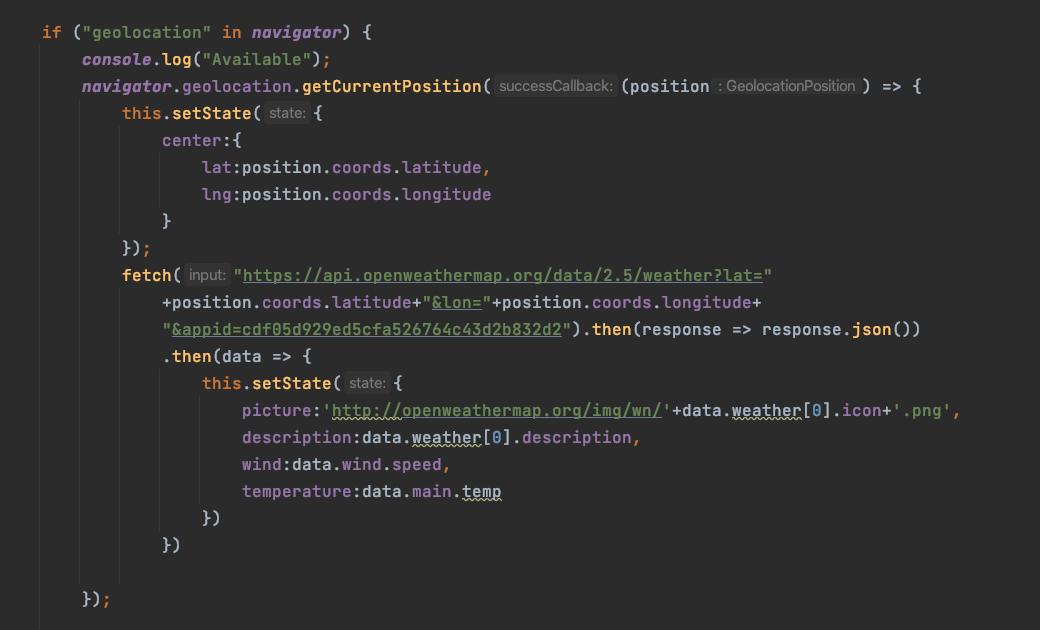 if ("geolocation" in navigator) {
console.log("Available");
navigator.geolocation.getCurrentPosition( successCallback: (position : GeolocationPosition ) => {
this.setState( state: {
center:{
lat:position.coords.latitude,
lng:position.coords.longitude
}
});
fetch( input: "https://api.openweathermap.org/data/2.5/weather?lat="
+position.coords.latitude+"&lon="+position.coords.longitude+
"&appid=cdf05d929ed5cfa526764c43d2b832d2").then(response => response.json())
.then(data => {
this.setState( state: {
picture:'http://openweathermap.org/img/wn/'+data.weather[0].icon+'.png',
description:data.weather[0].description,
wind:data.wind.speed,
temperature:data.main.temp
})
})
});